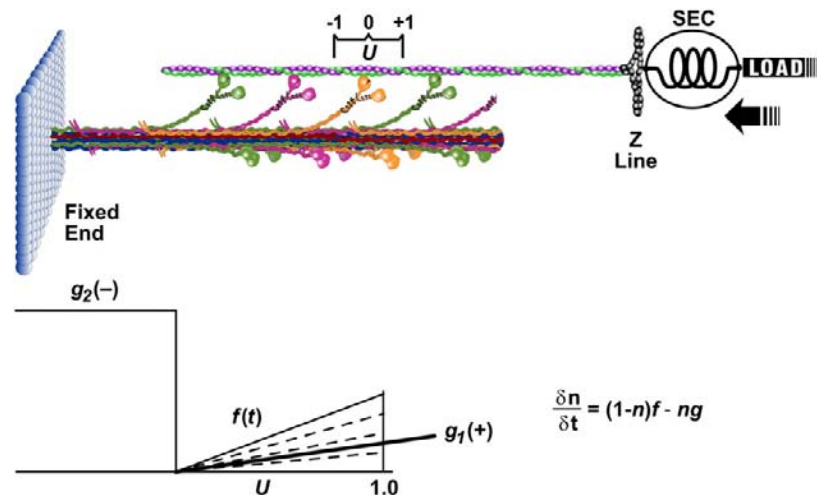 -1 0 +1
U
SEC
LOAD
Z
Line
Fixed
End
g₂(–)
f(t)
g₁(+)
U
1.0
δn/δt = (1-n)f - ng